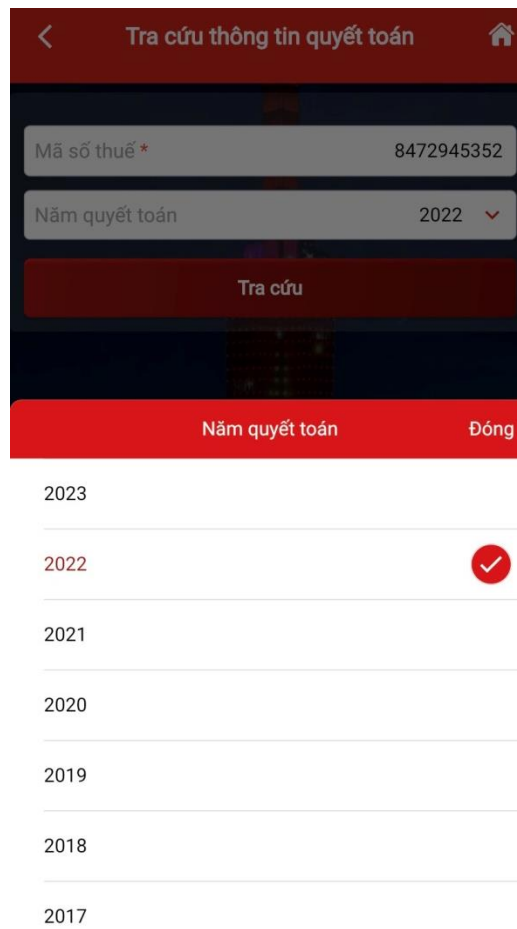 Tra cứu thông tin quyết toán
Mã số thuế * 8472945352
Năm quyết toán 2022
Tra cứu
Năm quyết toán Đóng
2023
2022
2021
2020
2019
2018
2017